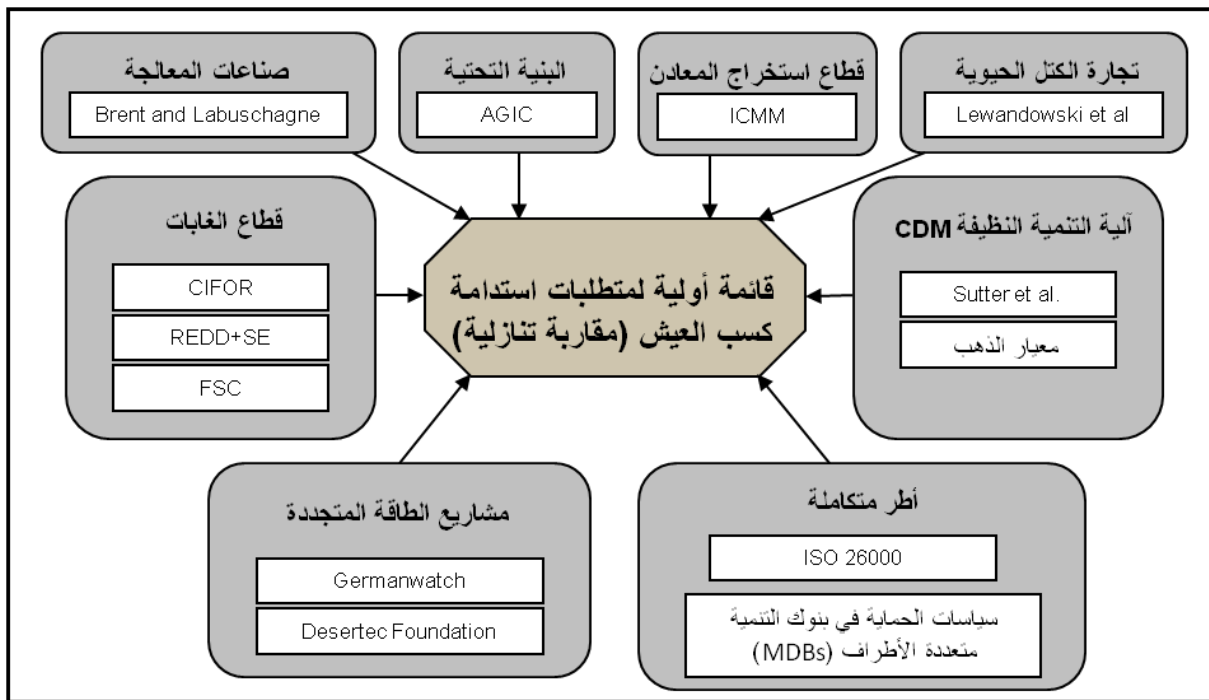 تجارة الكتل الحيوية
Lewandowski et al
قطاع استخراج المعادن
ICMM
البنية التحتية
AGIC
صناعات المعالجة
Brent and Labuschagne
آلية التنمية النظيفة CDM
Sutter et al.
معيار الذهب
قائمة أولية لمتطلبات استدامة
كسب العيش (مقاربة تنازلية)
قطاع الغابات
CIFOR
REDD+SE
FSC
أطر متكاملة
ISO 26000
سياسات الحماية في بنوك التنمية
متعددة الأطراف (MDBs)
مشاريع الطاقة المتجددة
Germanwatch
Desertec Foundation